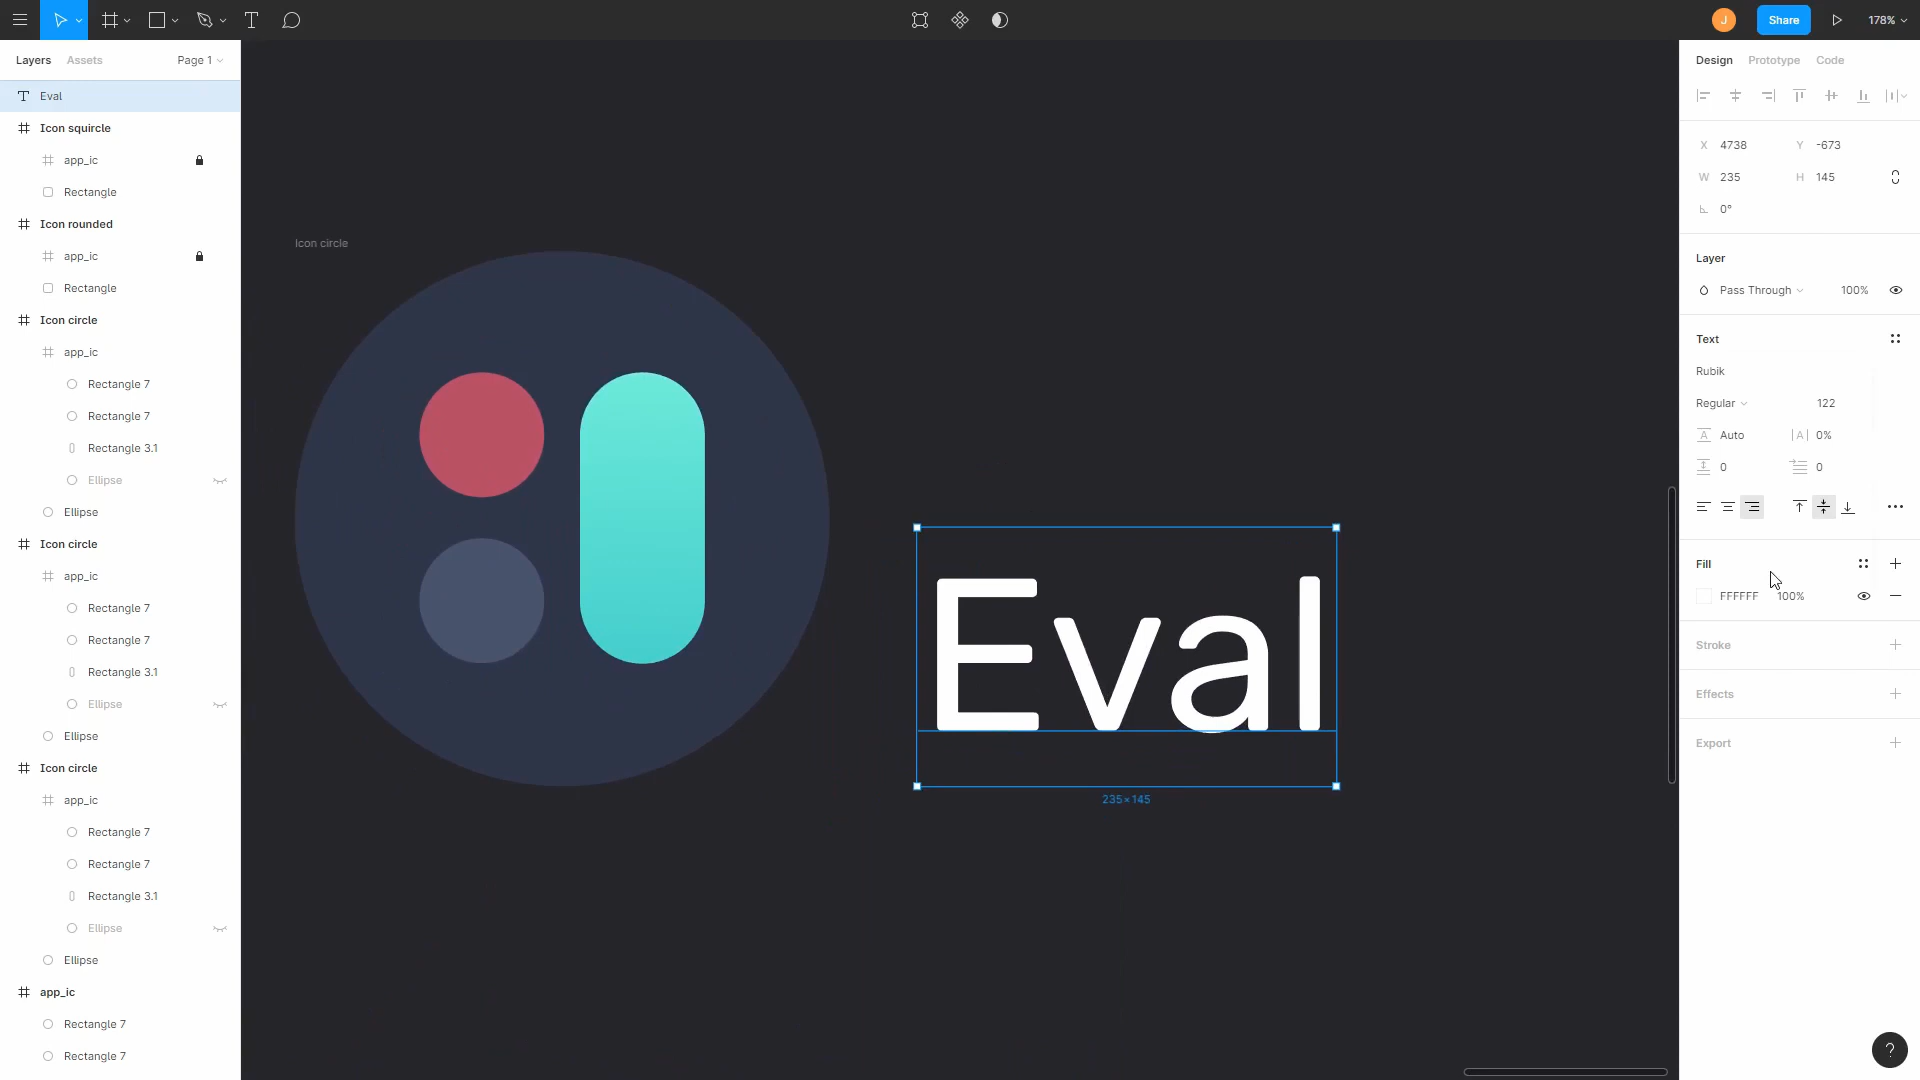 J
Share
178%
Layers
Assets
Page 1
Design
Prototype
Code
Eval
Icon squircle
app_ic
Rectangle
Icon rounded
app_ic
Rectangle
Icon circle
app_ic
Rectangle 7
Rectangle 7
Rectangle 3.1
Ellipse
Ellipse
Icon circle
app_ic
Rectangle 7
Rectangle 7
Rectangle 3.1
Ellipse
Ellipse
Icon circle
app_ic
Rectangle 7
Rectangle 7
Rectangle 3.1
Ellipse
Ellipse
app_ic
Rectangle 7
Rectangle 7
Icon circle
Eval
235×145
X 4738 Y -673
W 235 H 145
0°
Layer
Pass Through 100%
Text
Rubik
Regular 122
A Auto |A| 0%
0 0
Fill
FFFFFF 100%
Stroke
Effects
Export
?